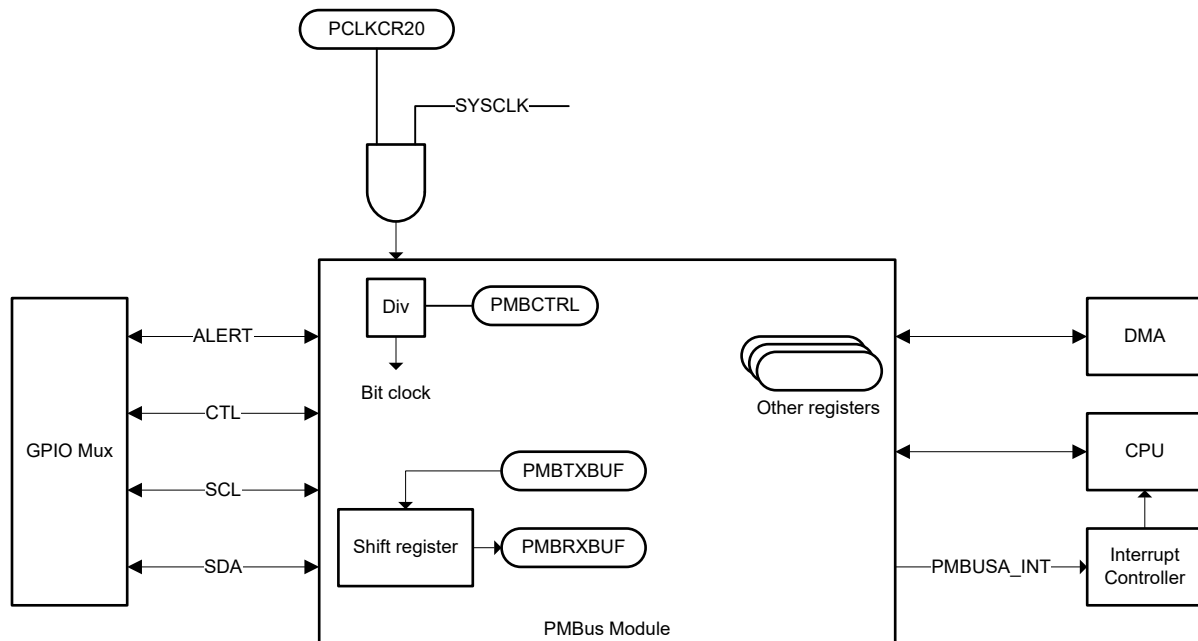 PCLKCR20
SYSCLK
Div
PMBCTRL
ALERT
DMA
Bit clock
Other registers
CTL
GPIO Mux
CPU
PMBTXBUF
SCL
Shift register
PMBRXBUF
SDA
PMBUSA_INT
Interrupt
Controller
PMBus Module